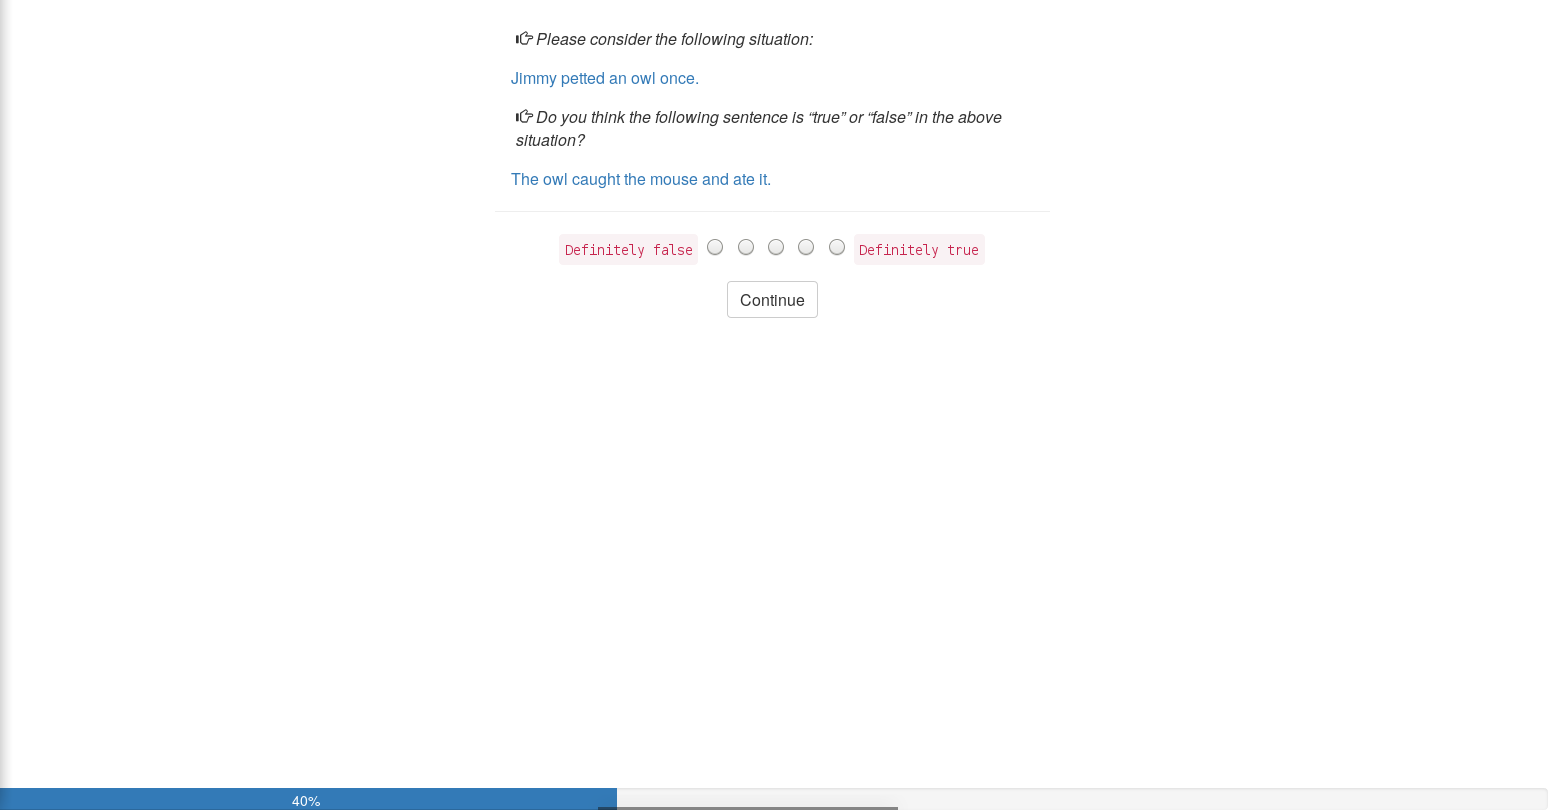 Please consider the following situation:
Jimmy petted an owl once.
Do you think the following sentence is “true” or “false” in the above
situation?
The owl caught the mouse and ate it.
Definitely false Definitely true
Continue
40%